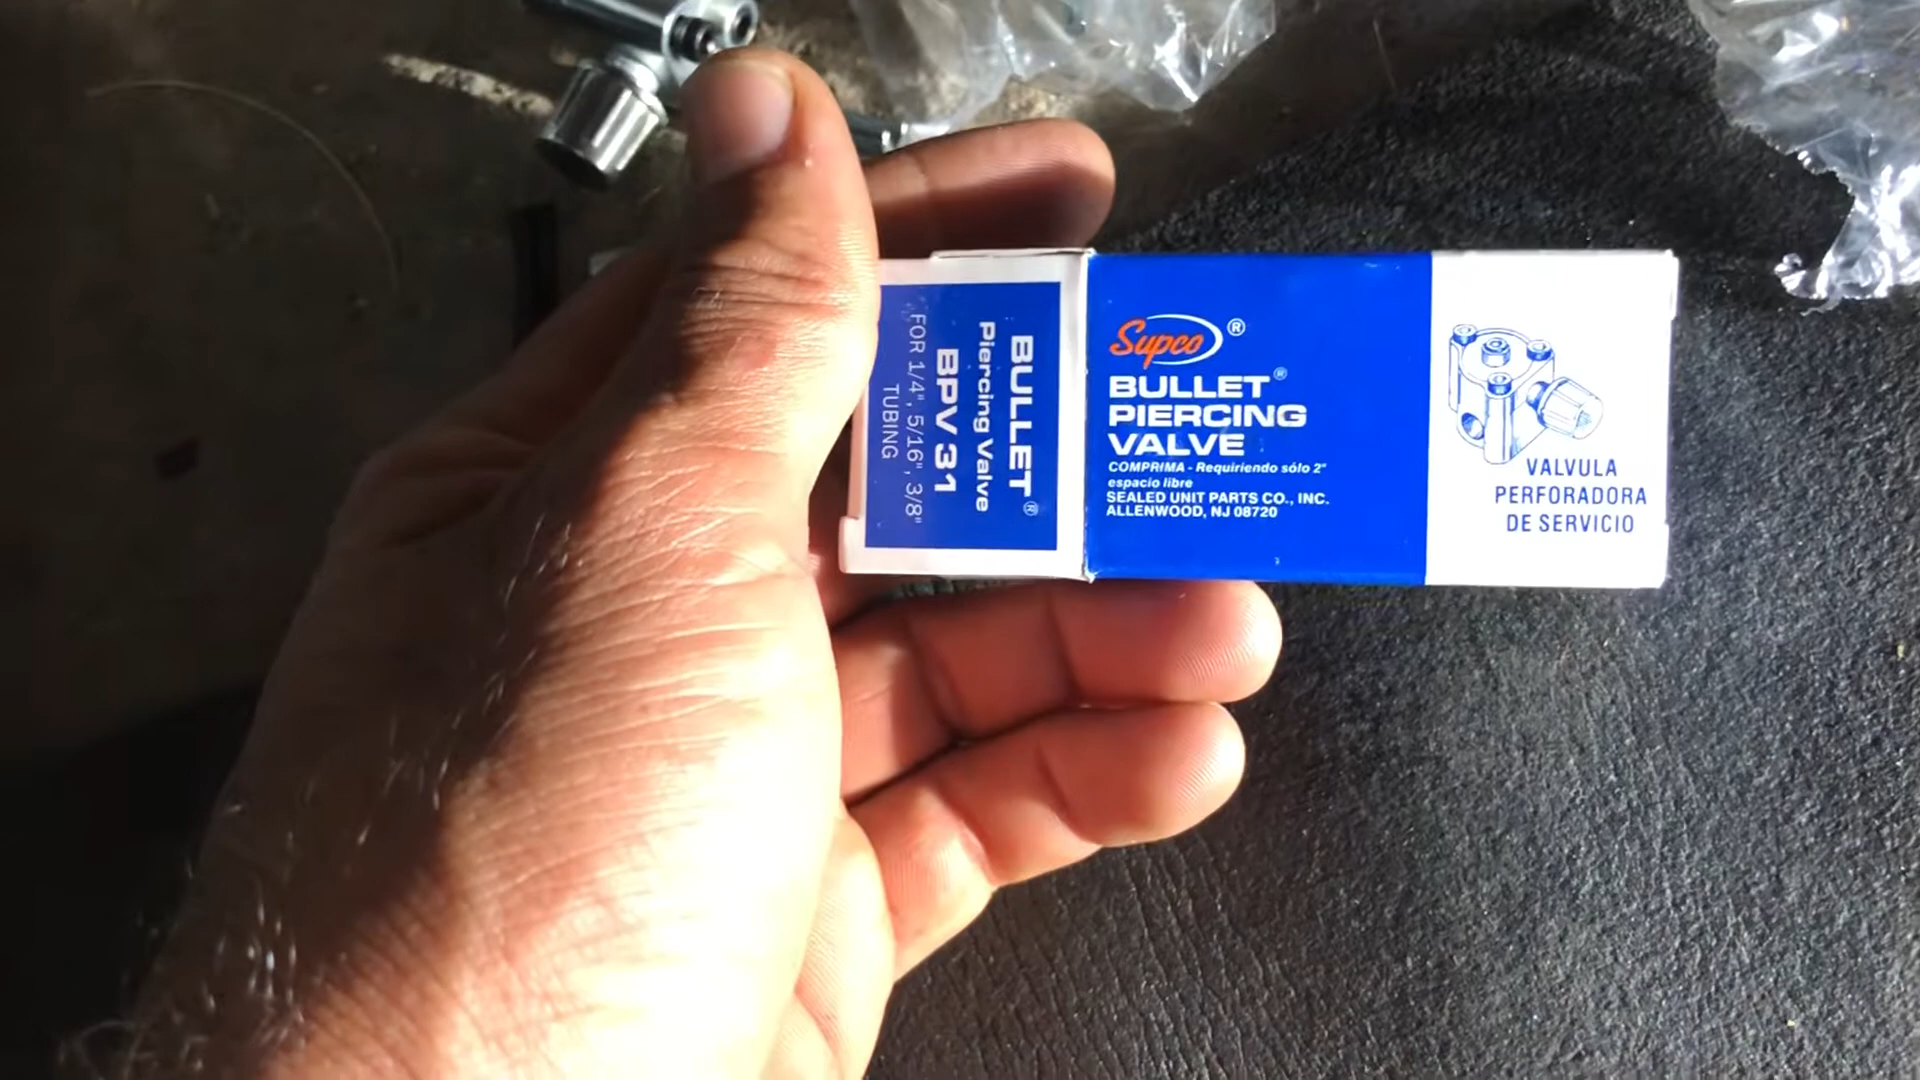 BULLET®
Piercing Valve
BPV 31
FOR 1/4", 5/16", 3/8"
TUBING
Supco®
BULLET®
PIERCING
VALVE
COMPRIMA - Requiriendo sólo 2"
espacio libre
SEALED UNIT PARTS CO., INC.
ALLENWOOD, NJ 08720
VALVULA
PERFORADORA
DE SERVICIO